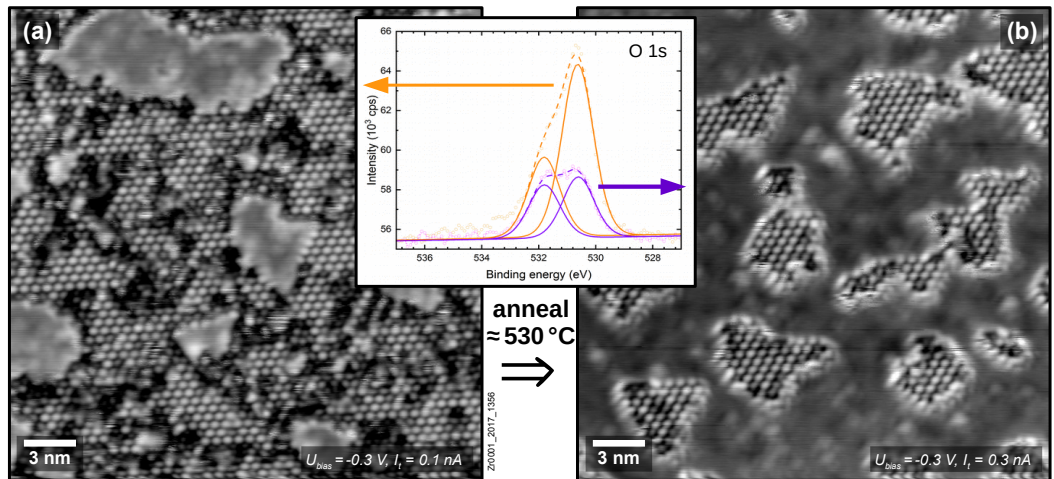 (a)
3 nm
U_bias = -0.3 V, I_t = 0.1 nA
O 1s
Intensity (10³ cps)
66
64
62
60
58
56
536
534
532
530
528
Binding energy (eV)
anneal
≈ 530 °C
Zr0001_2017_1356
(b)
3 nm
U_bias = -0.3 V, I_t = 0.3 nA